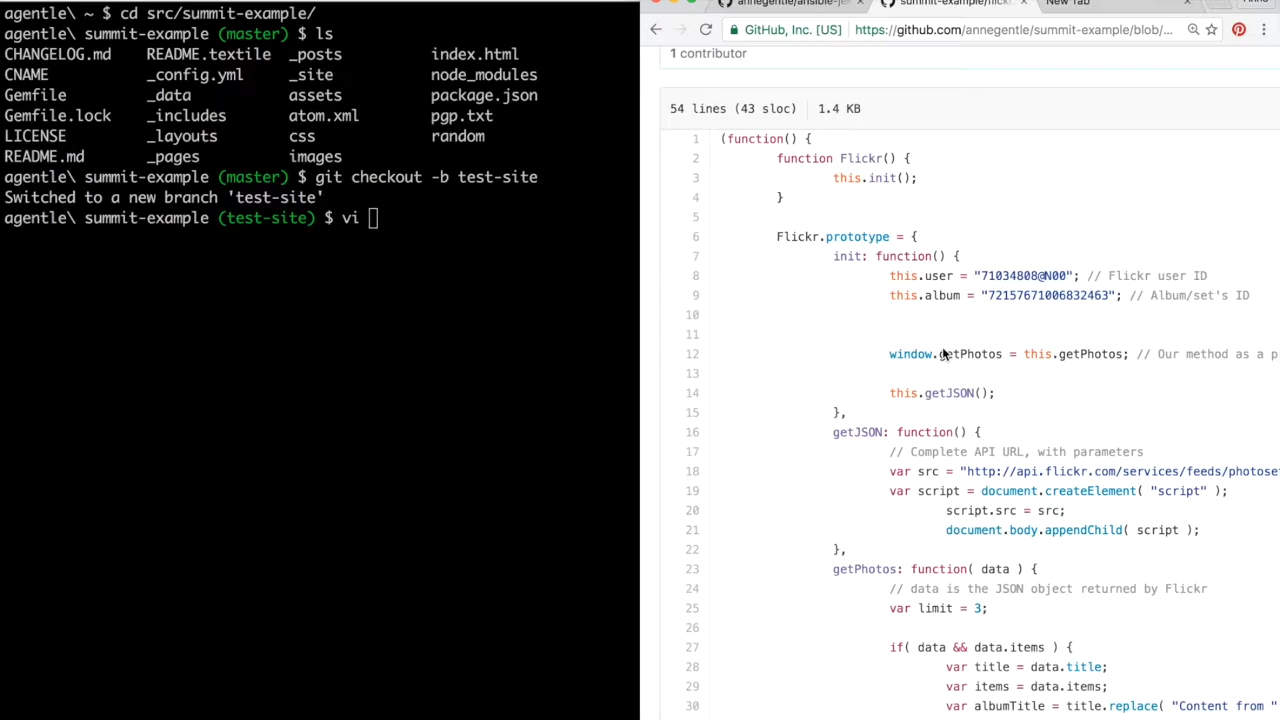 agentle\ ~ $ cd src/summit-example/
agentle\ summit-example (master) $ ls
CHANGELOG.md README.textile _posts index.html
CNAME _config.yml _site node_modules
Gemfile _data assets package.json
Gemfile.lock _includes atom.xml pgp.txt
LICENSE _layouts css random
README.md _pages images
agentle\ summit-example (master) $ git checkout -b test-site
Switched to a new branch 'test-site'
agentle\ summit-example (test-site) $ vi
annegentle/ansible-je summit-example/flickr. New Tab
GitHub, Inc. [US] https://github.com/annegentle/summit-example/blob/...
1 contributor
54 lines (43 sloc) 1.4 KB
1 (function() {
2 function Flickr() {
3 this.init();
4 }
5
6 Flickr.prototype = {
7 init: function() {
8 this.user = "71034808@N00"; // Flickr user ID
9 this.album = "72157671006832463"; // Album/set's ID
10
11
12 window.getPhotos = this.getPhotos; // Our method as a p
13
14 this.getJSON();
15 },
16 getJSON: function() {
17 // Complete API URL, with parameters
18 var src = "http://api.flickr.com/services/feeds/photose
19 var script = document.createElement( "script" );
20 script.src = src;
21 document.body.appendChild( script );
22 },
23 getPhotos: function( data ) {
24 // data is the JSON object returned by Flickr
25 var limit = 3;
26
27 if( data && data.items ) {
28 var title = data.title;
29 var items = data.items;
30 var albumTitle = title.replace( "Content from "